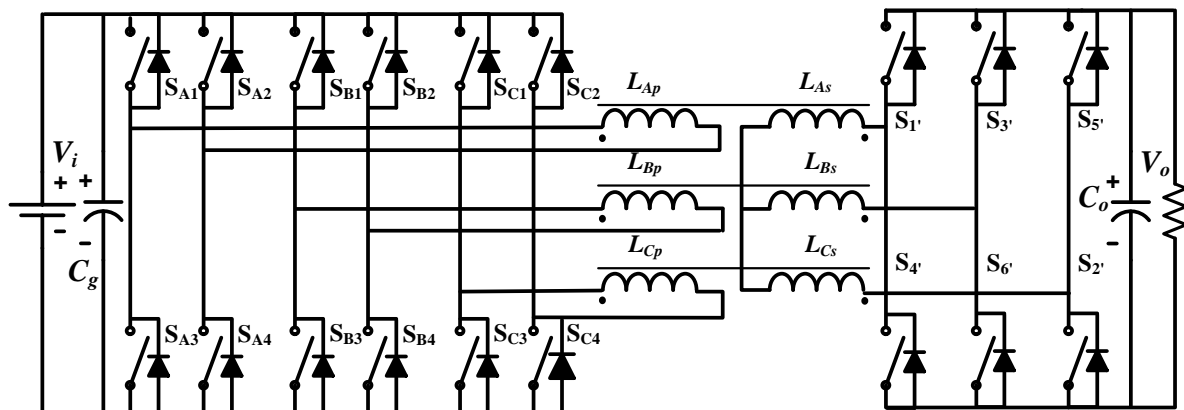 S_A1 S_A2 S_B1 S_B2 S_C1 S_C2
L_Ap L_As
S_1' S_3' S_5'
V_i
+ +
- -
C_g
L_Bp L_Bs
V_o
+
C_o
-
L_Cp L_Cs
S_4' S_6' S_2'
S_A3 S_A4 S_B3 S_B4 S_C3 S_C4